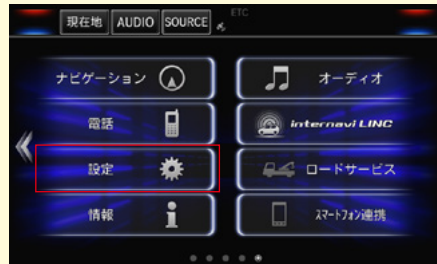 ETC
現在地 AUDIO SOURCE
ナビゲーション
オーディオ
電話
internavi LINC
設定
ロードサービス
情報
スマートフォン連携